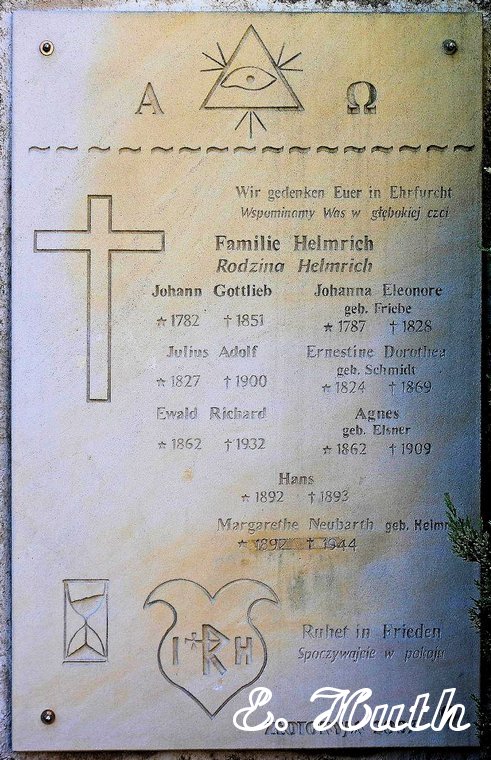 Α Ω
Wir gedenken Euer in Ehrfurcht
Wspominamy Was w głębokiej czci
Familie Helmrich
Rodzina Helmrich
Johann Gottlieb Johanna Eleonore
geb. Friebe
* 1782 † 1851 * 1787 † 1828
Julius Adolf Ernestine Dorothea
geb. Schmidt
* 1827 † 1900 * 1824 † 1869
Ewald Richard Agnes
geb. Elsner
* 1862 † 1932 * 1862 † 1909
Hans
* 1892 † 1893
Margarethe Neubarth geb.
† 1944
I R H
Ruhet in Frieden
Spoczywajcie w pokoju
E. Huth